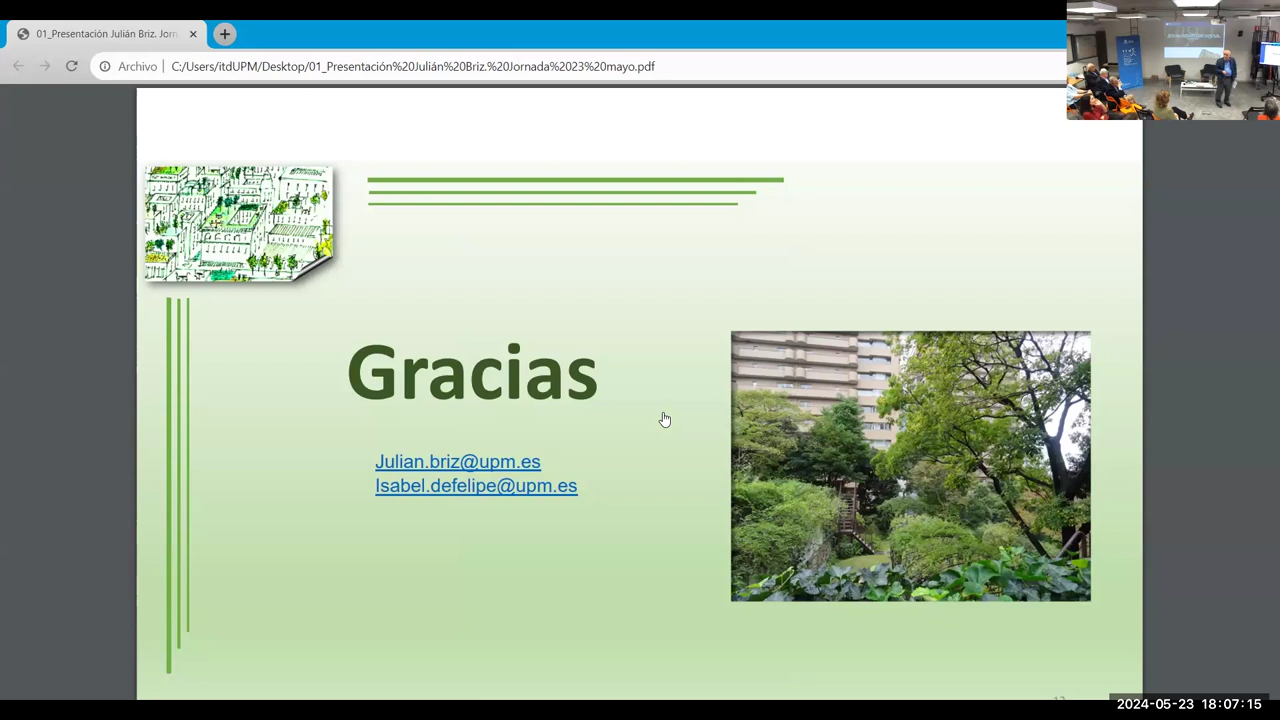 01_Presentación Julián Briz. Jorn
Archivo
C:/Users/itdUPM/Desktop/01_Presentación%20Julián%20Briz.%20Jornada%2023%20mayo.pdf
Gracias
Julian.briz@upm.es
Isabel.defelipe@upm.es
2024-05-23 18:07:15